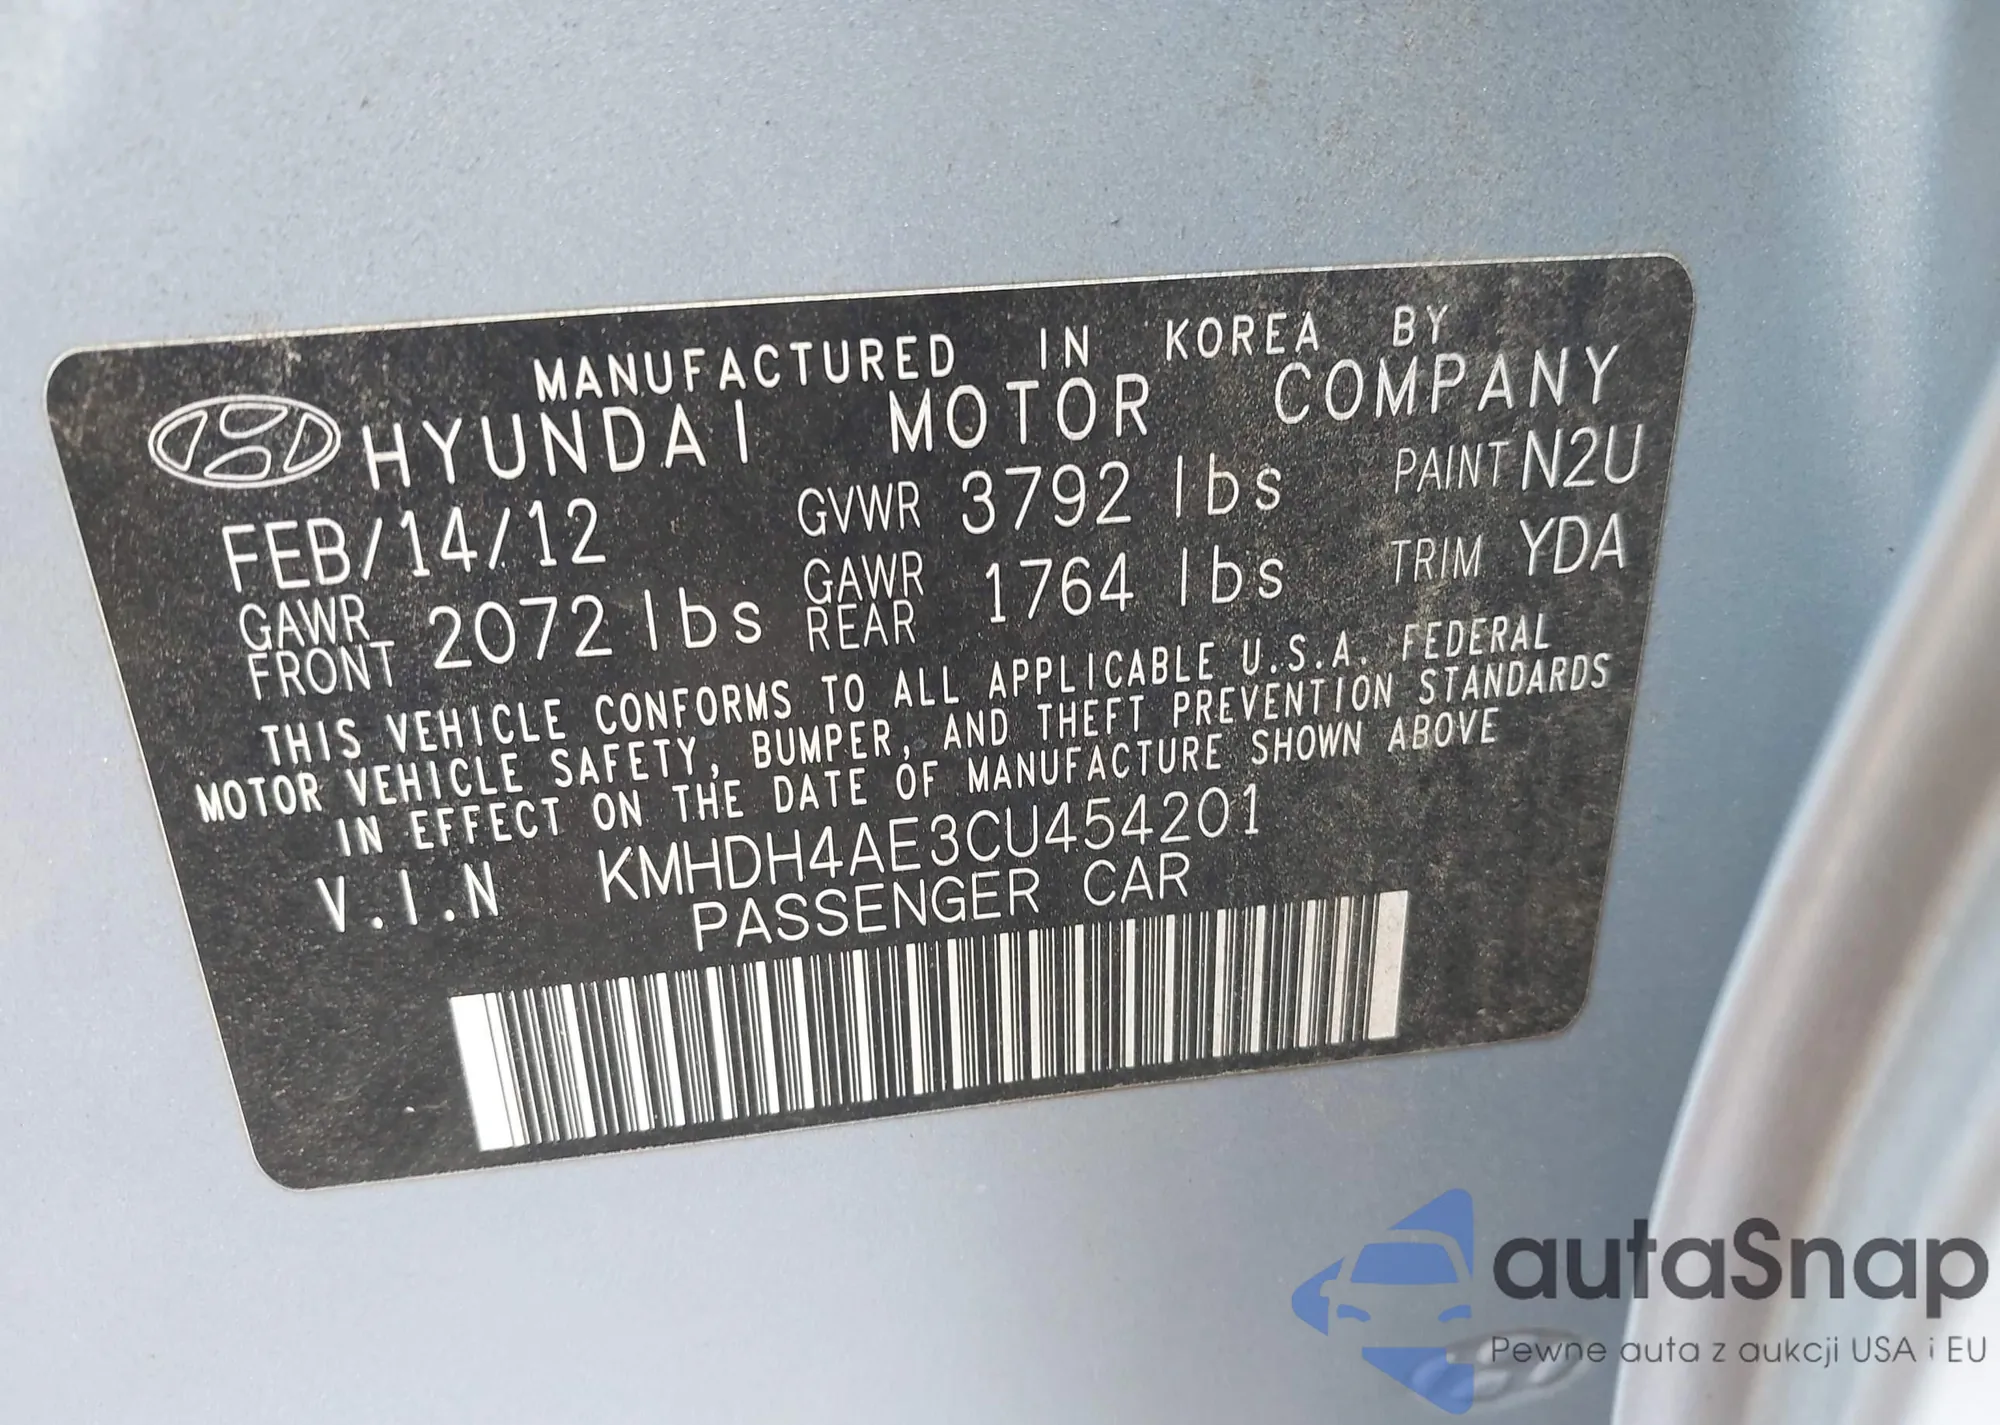 MANUFACTURED IN KOREA BY
HYUNDAI MOTOR COMPANY
FEB/14/12 GVWR 3792 lbs PAINT N2U
GAWR FRONT 2072 lbs GAWR REAR 1764 lbs TRIM YDA
THIS VEHICLE CONFORMS TO ALL APPLICABLE U.S.A. FEDERAL
MOTOR VEHICLE SAFETY, BUMPER, AND THEFT PREVENTION STANDARDS
IN EFFECT ON THE DATE OF MANUFACTURE SHOWN ABOVE
V.I.N KMHDH4AE3CU454201
PASSENGER CAR
autaSnap
Pewne auta z aukcji USA i EU